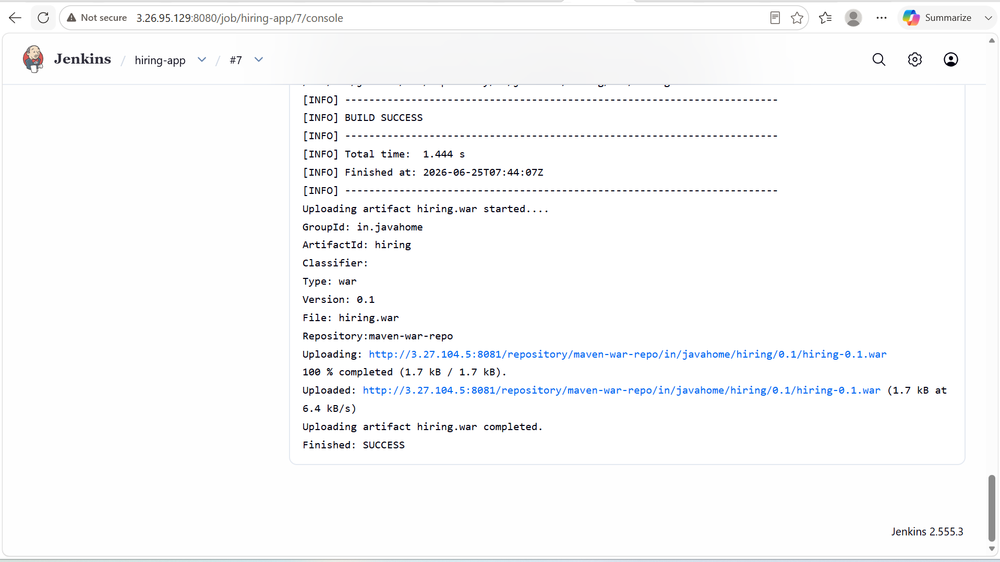 Not secure 3.26.95.129:8080/job/hiring-app/7/console Summarize
Jenkins / hiring-app / #7
[INFO] ------------------------------------------------------------------------
[INFO] BUILD SUCCESS
[INFO] ------------------------------------------------------------------------
[INFO] Total time:  1.444 s
[INFO] Finished at: 2026-06-25T07:44:07Z
[INFO] ------------------------------------------------------------------------
Uploading artifact hiring.war started....
GroupId: in.javahome
ArtifactId: hiring
Classifier:
Type: war
Version: 0.1
File: hiring.war
Repository:maven-war-repo
Uploading: http://3.27.104.5:8081/repository/maven-war-repo/in/javahome/hiring/0.1/hiring-0.1.war
100 % completed (1.7 kB / 1.7 kB).
Uploaded: http://3.27.104.5:8081/repository/maven-war-repo/in/javahome/hiring/0.1/hiring-0.1.war (1.7 kB at
6.4 kB/s)
Uploading artifact hiring.war completed.
Finished: SUCCESS
Jenkins 2.555.3